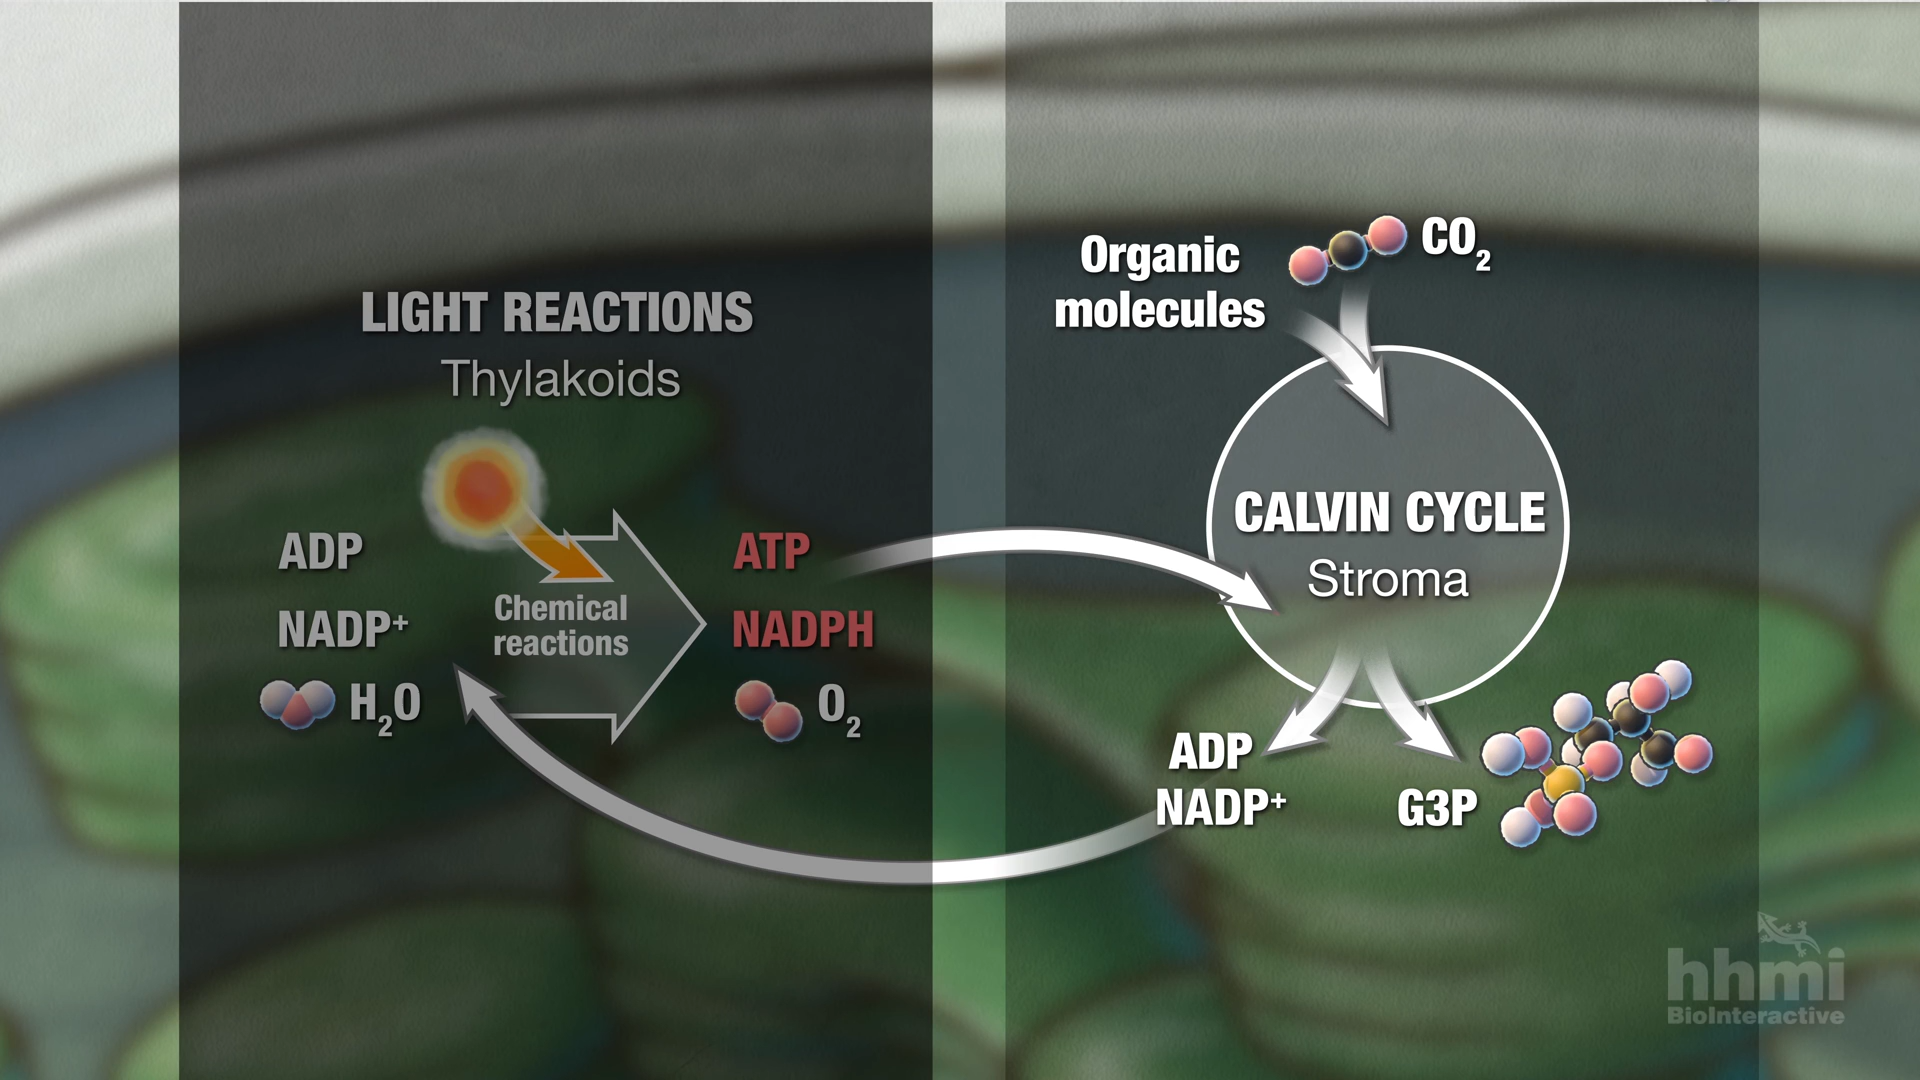 LIGHT REACTIONS
Thylakoids
ADP
NADP⁺
H₂O
Chemical
reactions
ATP
NADPH
O₂
Organic
molecules
CO₂
CALVIN CYCLE
Stroma
ADP
NADP⁺
G3P
hhmi
BioInteractive